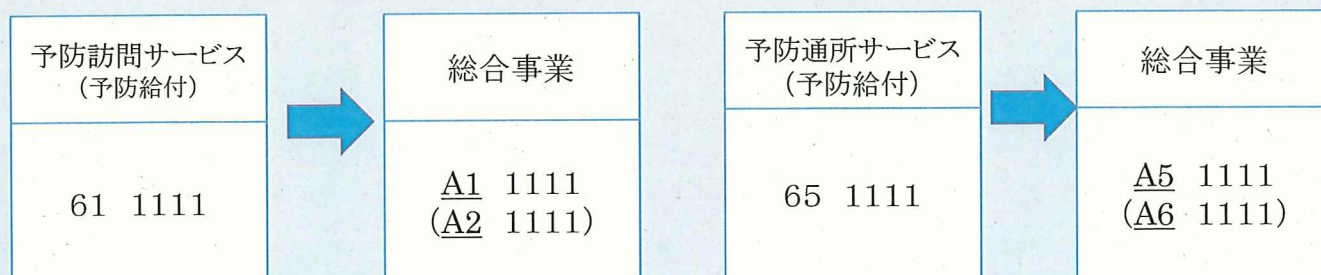 予防訪問サービス
(予防給付)
61 1111
総合事業
A1 1111
(A2 1111)
予防通所サービス
(予防給付)
65 1111
総合事業
A5 1111
(A6 1111)